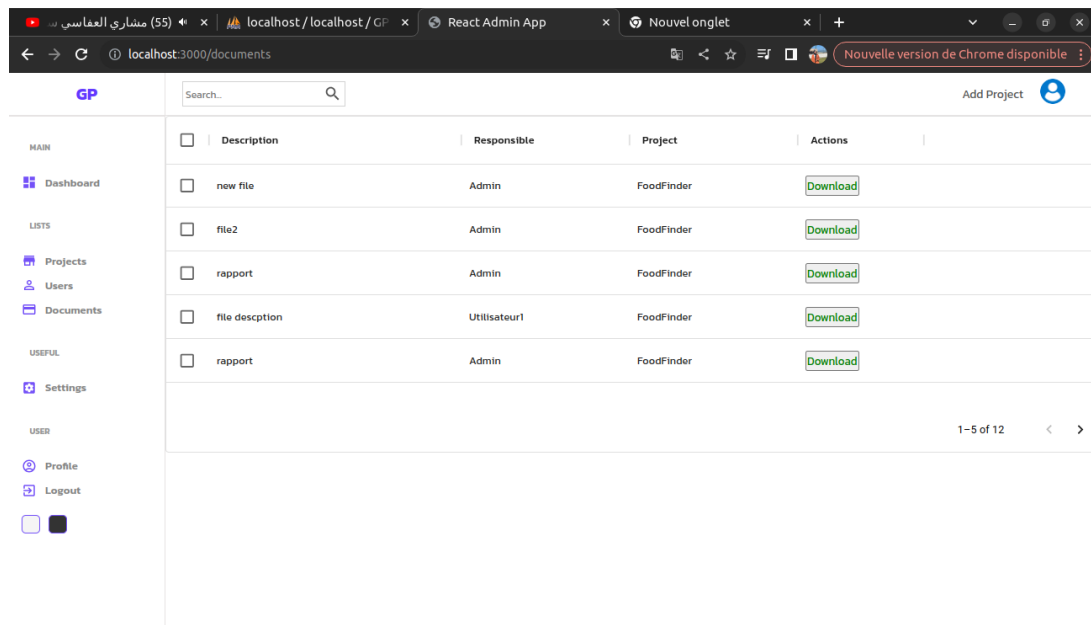 (55) مشاري العفاسي
localhost / localhost / GP
React Admin App
Nouvel onglet
localhost:3000/documents
Nouvelle version de Chrome disponible
GP
Search...
Add Project
MAIN
Dashboard
LISTS
Projects
Users
Documents
USEFUL
Settings
USER
Profile
Logout
Description Responsible Project Actions
new file Admin FoodFinder Download
file2 Admin FoodFinder Download
rapport Admin FoodFinder Download
file descption Utilisateur1 FoodFinder Download
rapport Admin FoodFinder Download
1–5 of 12